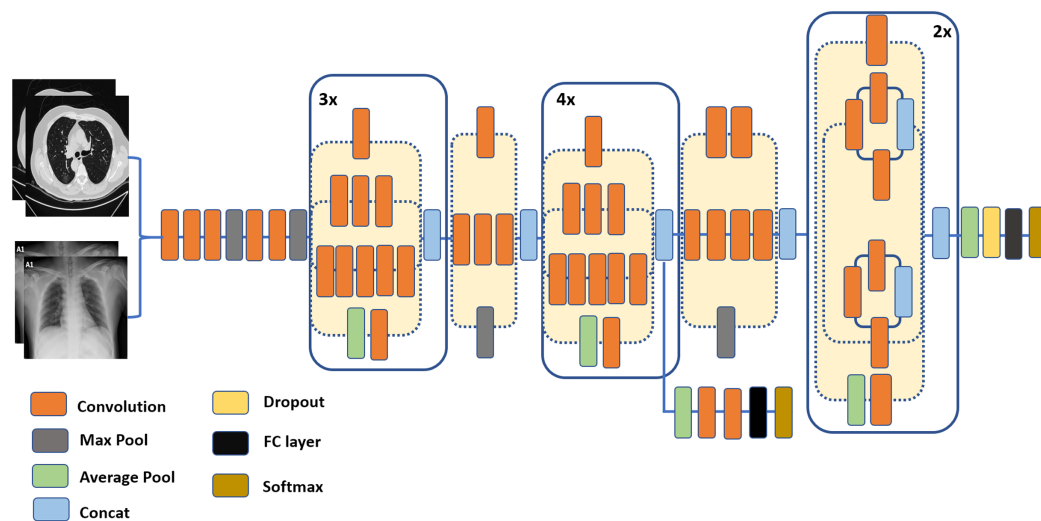 3x
4x
2x
A1
A1
Convolution
Max Pool
Average Pool
Concat
Dropout
FC layer
Softmax